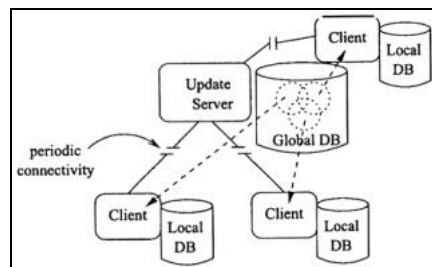 Client
Local
DB
Update
Server
Global DB
periodic
connectivity
Client
Local
DB
Client
Local
DB